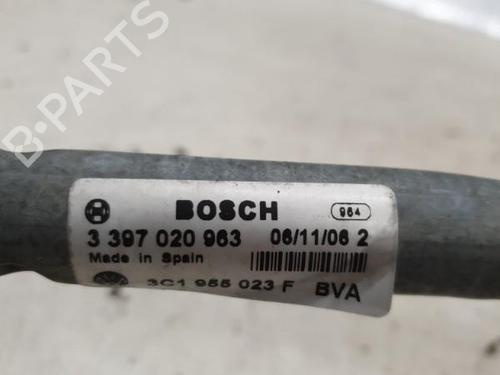 B-PARTS
BOSCH 964
3 397 020 963 06/11/06 2
Made in Spain
3C1 955 023 F BVA